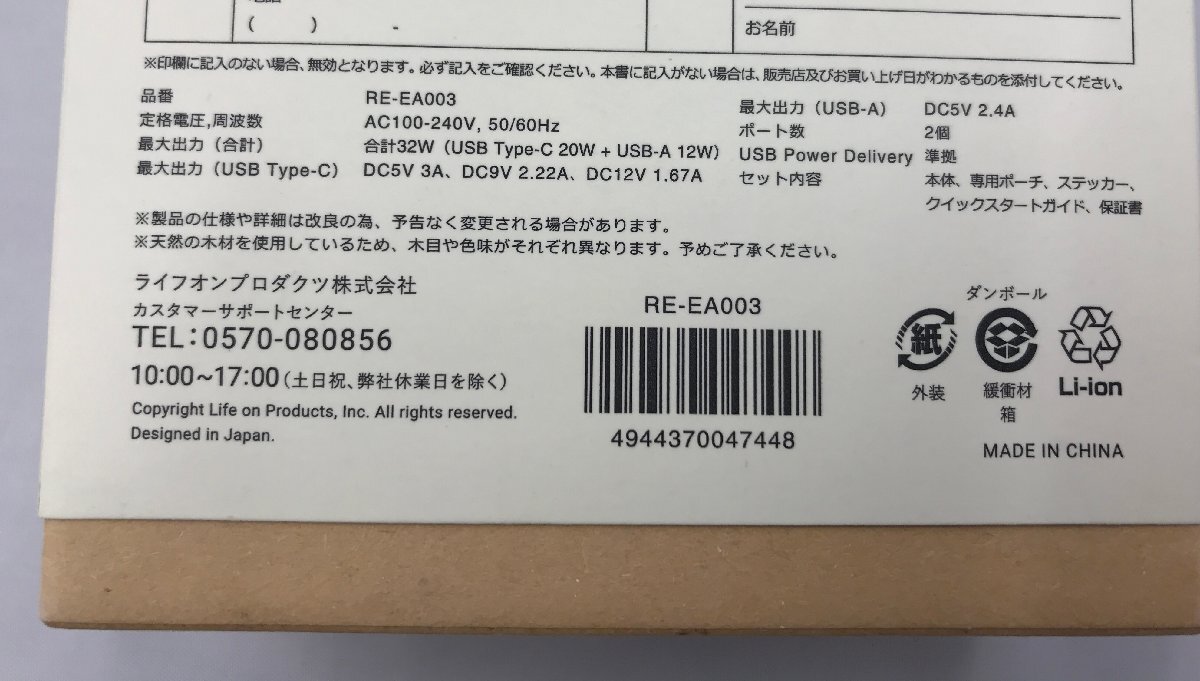 (　　)　　-
お名前
※印欄に記入のない場合、無効となります。必ず記入をご確認ください。本書に記入がない場合は、販売店及びお買い上げ日がわかるものを添付してください。
品番 RE-EA003
定格電圧,周波数 AC100-240V, 50/60Hz
最大出力（合計） 合計32W（USB Type-C 20W + USB-A 12W）
最大出力（USB Type-C） DC5V 3A、DC9V 2.22A、DC12V 1.67A
最大出力（USB-A） DC5V 2.4A
ポート数 2個
USB Power Delivery 準拠
セット内容 本体、専用ポーチ、ステッカー、
クイックスタートガイド、保証書
※製品の仕様や詳細は改良の為、予告なく変更される場合があります。
※天然の木材を使用しているため、木目や色味がそれぞれ異なります。予めご了承ください。
ライフオンプロダクツ株式会社
カスタマーサポートセンター
TEL：0570-080856
10:00~17:00（土日祝、弊社休業日を除く）
Copyright Life on Products, Inc. All rights reserved.
Designed in Japan.
RE-EA003
4944370047448
ダンボール
紙
外装
緩衝材
箱
Li-ion
MADE IN CHINA